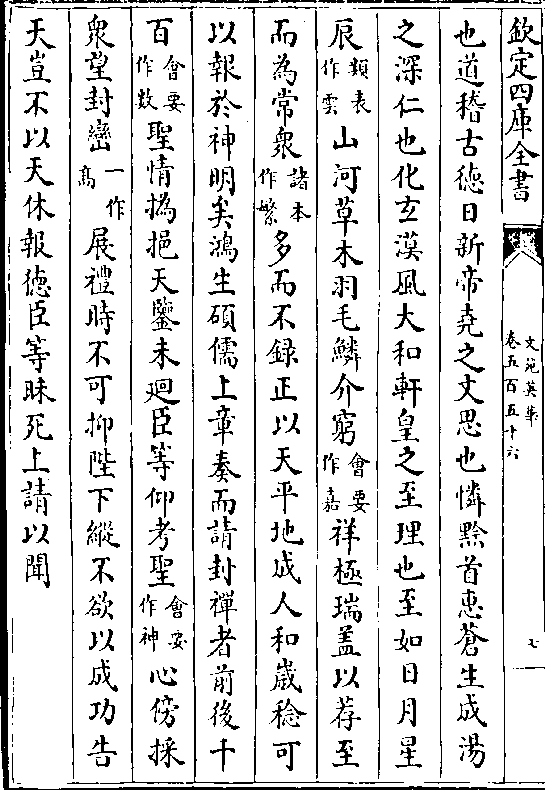 欽定四庫全書
文苑英華
卷五百五十六
七
也道稽古德日新帝堯之文思也憐黔首惠蒼生成湯
之深仁也化玄漠風大和軒皇之至理也至如日月星
辰類表作雲山河草木羽毛鱗介窮會要作嘉祥極瑞蓋以荐至
而為常衆諸本作繁多而不錄正以天平地成人和歲稔可
以報於神明矣鴻生碩儒上章奏而請封禪者前後千
百會要作數聖情撝挹天鑒未廻臣等仰考聖會要作神心傍採
衆望封巒一作高展禮時不可抑陛下縱不欲以成功告
天豈不以天休報德臣等昧死上請以聞